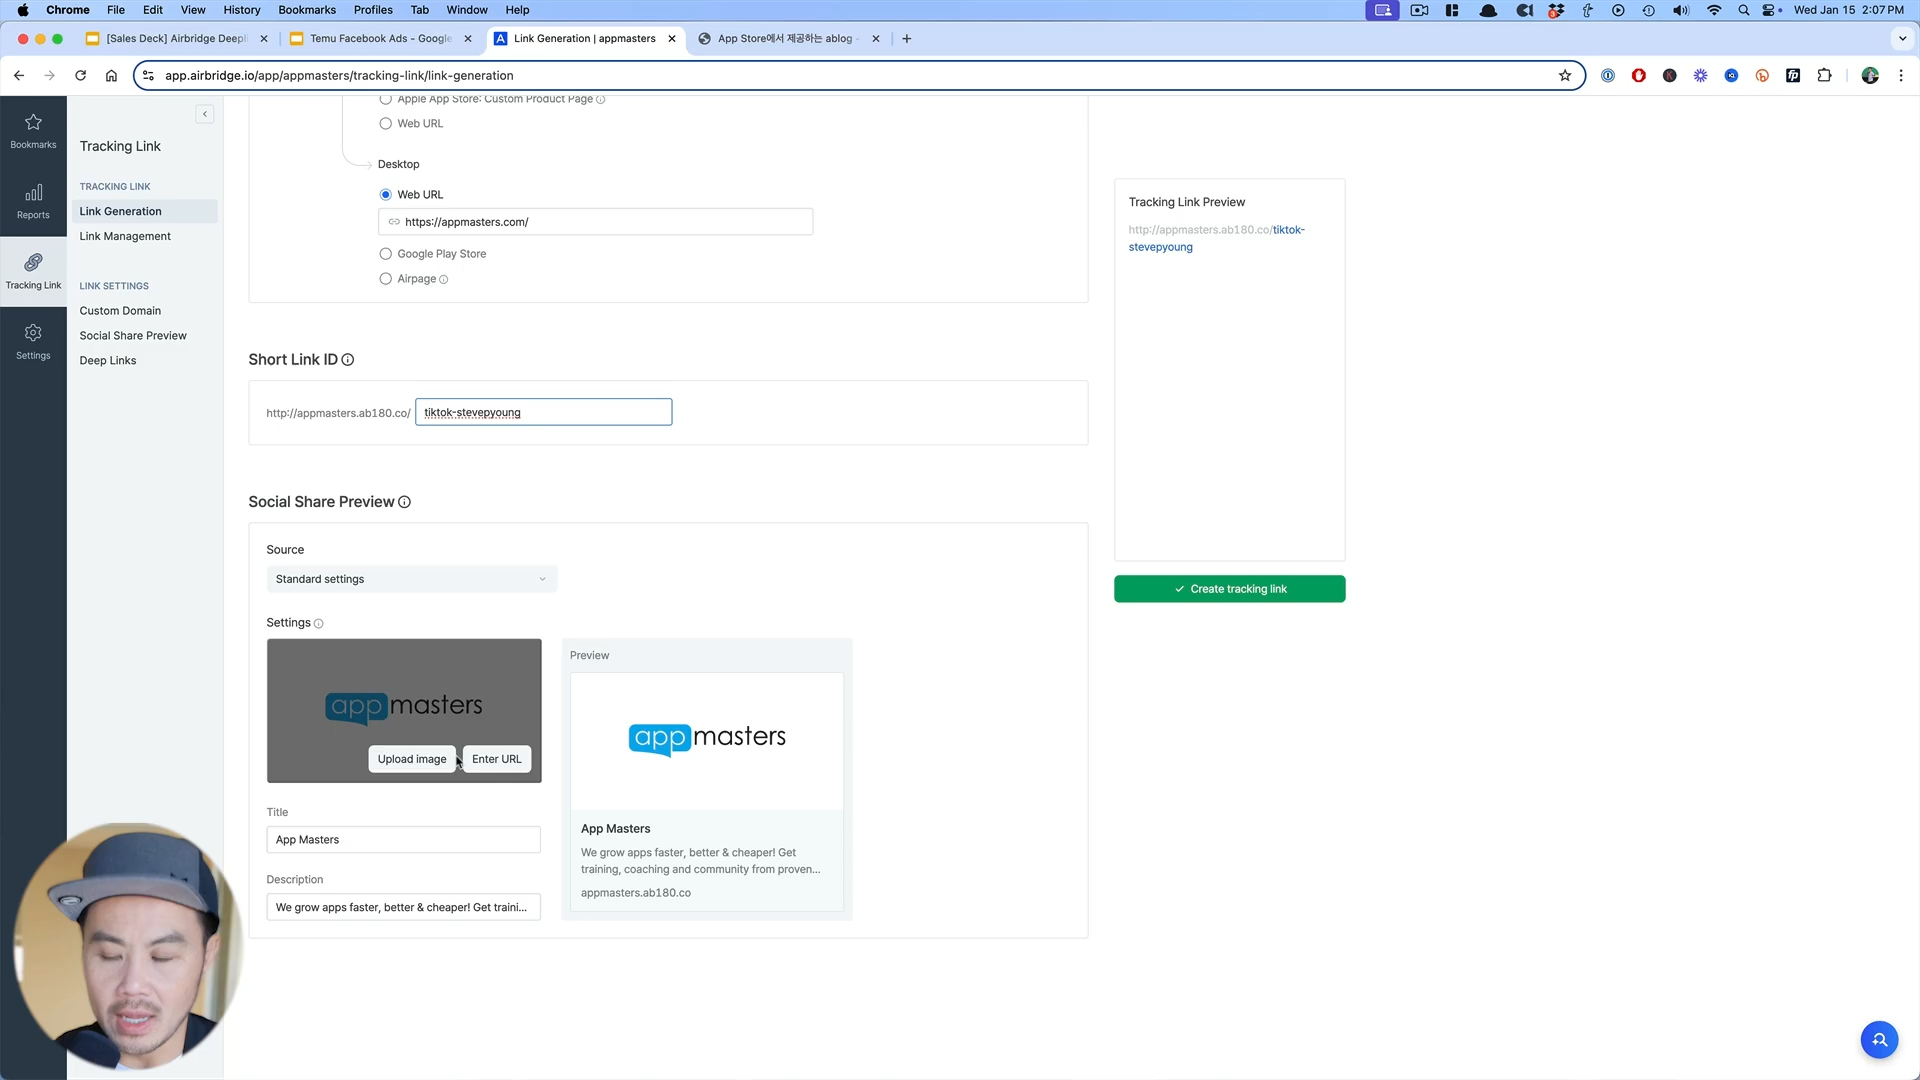 Chrome File Edit View History Bookmarks Profiles Tab Window Help Wed Jan 15 2:07 PM
[Sales Deck] Airbridge Deepli
Temu Facebook Ads - Google
Link Generation | appmasters
App Store에서 제공하는 ablog -
app.airbridge.io/app/appmasters/tracking-link/link-generation
Bookmarks
Reports
Tracking Link
Settings
Tracking Link
TRACKING LINK
Link Generation
Link Management
LINK SETTINGS
Custom Domain
Social Share Preview
Deep Links
Apple App Store: Custom Product Page
Web URL
Desktop
Web URL
https://appmasters.com/
Google Play Store
Airpage
Short Link ID
http://appmasters.ab180.co/ tiktok-stevepyoung
Social Share Preview
Source
Standard settings
Settings
appmasters
Upload image Enter URL
Title
App Masters
Description
We grow apps faster, better & cheaper! Get traini...
Preview
appmasters
App Masters
We grow apps faster, better & cheaper! Get
training, coaching and community from proven...
appmasters.ab180.co
Tracking Link Preview
http://appmasters.ab180.co/tiktok-
stevepyoung
Create tracking link